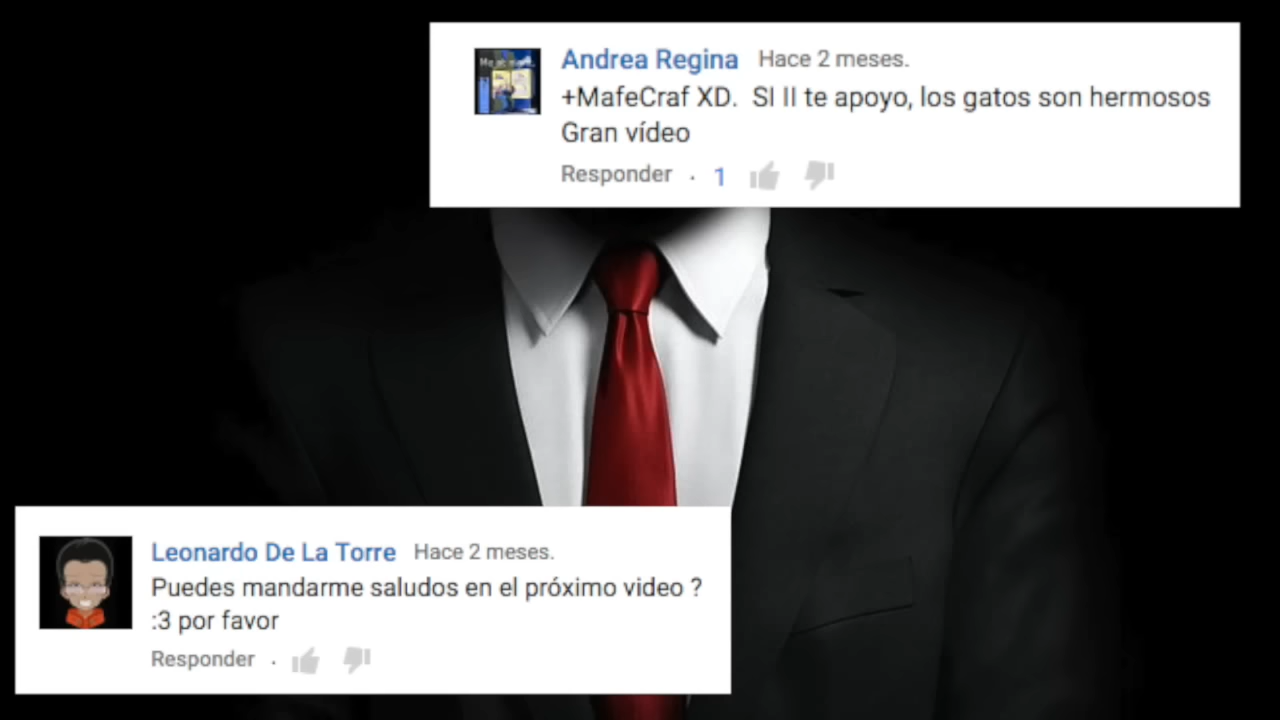 Andrea Regina Hace 2 meses.
+MafeCraf XD. SI II te apoyo, los gatos son hermosos
Gran vídeo
Responder . 1
Leonardo De La Torre Hace 2 meses.
Puedes mandarme saludos en el próximo video ?
:3 por favor
Responder .